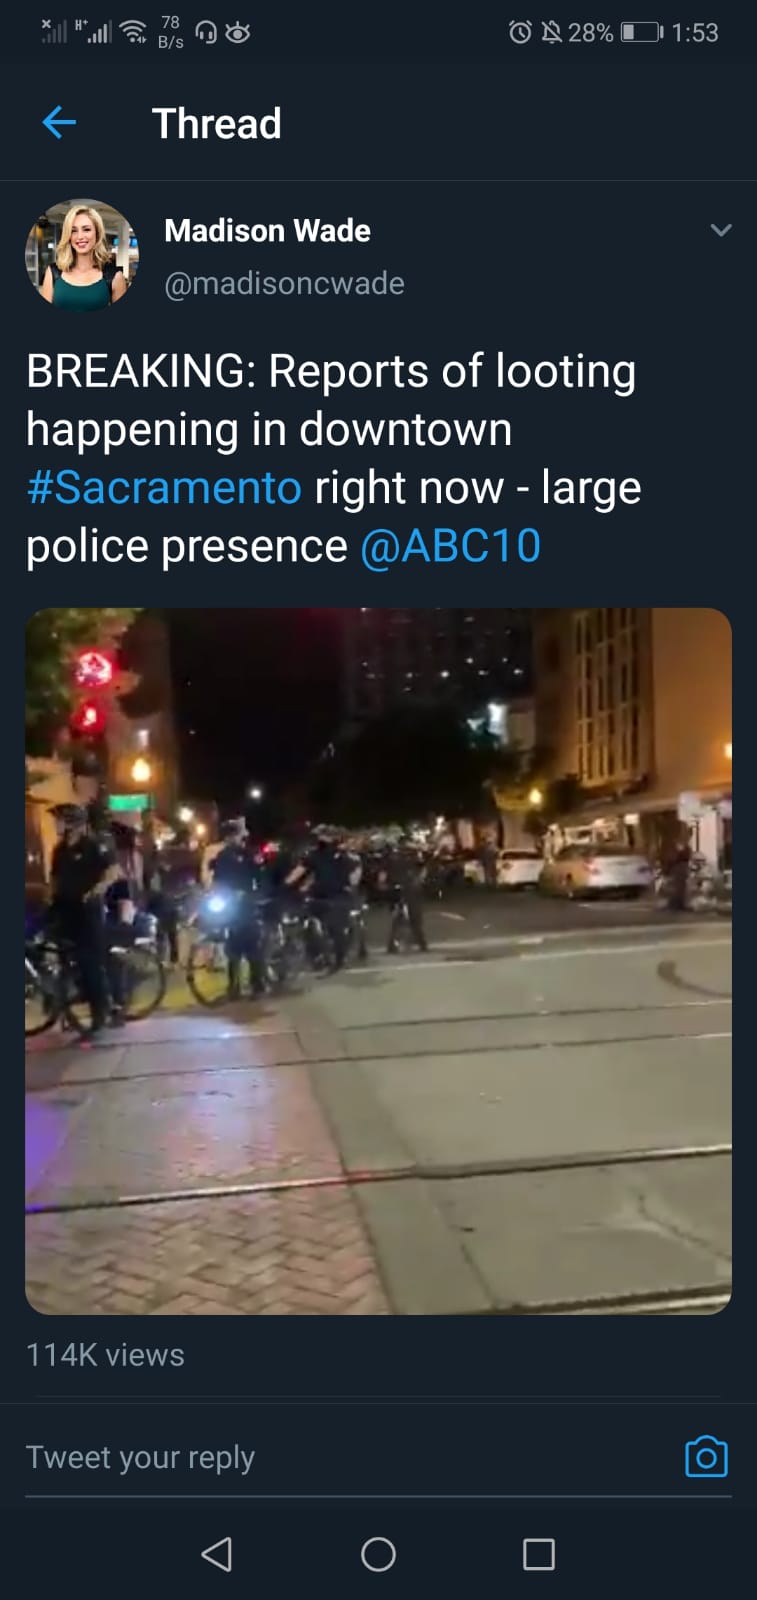 78
B/s
H+
28%
1:53
Thread
Madison Wade
@madisoncwade
BREAKING: Reports of looting
happening in downtown
#Sacramento right now - large
police presence @ABC10
114K views
Tweet your reply